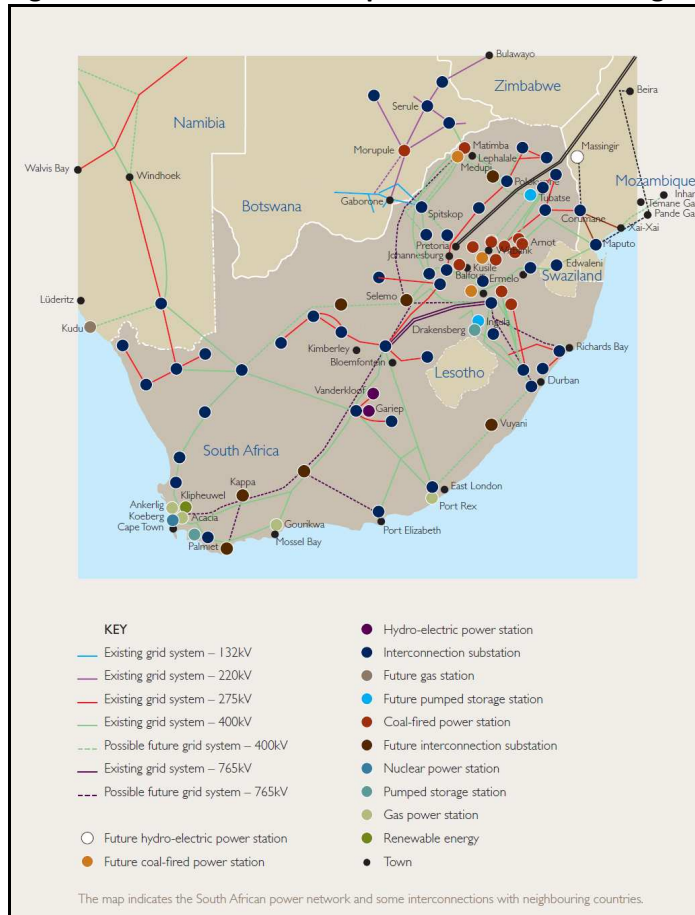 Bulawayo
Zimbabwe
Beira
Serule
Namibia
Morupule
Matimba
Lephalale
Medupi
Massingir
Walvis Bay
Windhoek
Mozambique
Gaborone
Tubatse
Botswana
Spitskop
Corumane
Xai-Xai
Pretoria
Arnot
Maputo
Johannesburg
Kusile
Edwaleni
Swaziland
Ermelo
Lüderitz
Selemo
Kudu
Drakensberg
Ingula
Kimberley
Richards Bay
Bloemfontein
Lesotho
Durban
Vanderkloof
Gariep
Vuyani
South Africa
Kappa
East London
Ankerlig
Klipheuwel
Port Rex
Koeberg
Acacia
Gourikwa
Cape Town
Port Elizabeth
Mossel Bay
Palmiet
KEY
Existing grid system – 132kV
Existing grid system – 220kV
Existing grid system – 275kV
Existing grid system – 400kV
Possible future grid system – 400kV
Existing grid system – 765kV
Possible future grid system – 765kV
Future hydro-electric power station
Future coal-fired power station
Hydro-electric power station
Interconnection substation
Future gas station
Future pumped storage station
Coal-fired power station
Future interconnection substation
Nuclear power station
Pumped storage station
Gas power station
Renewable energy
Town
The map indicates the South African power network and some interconnections with neighbouring countries.